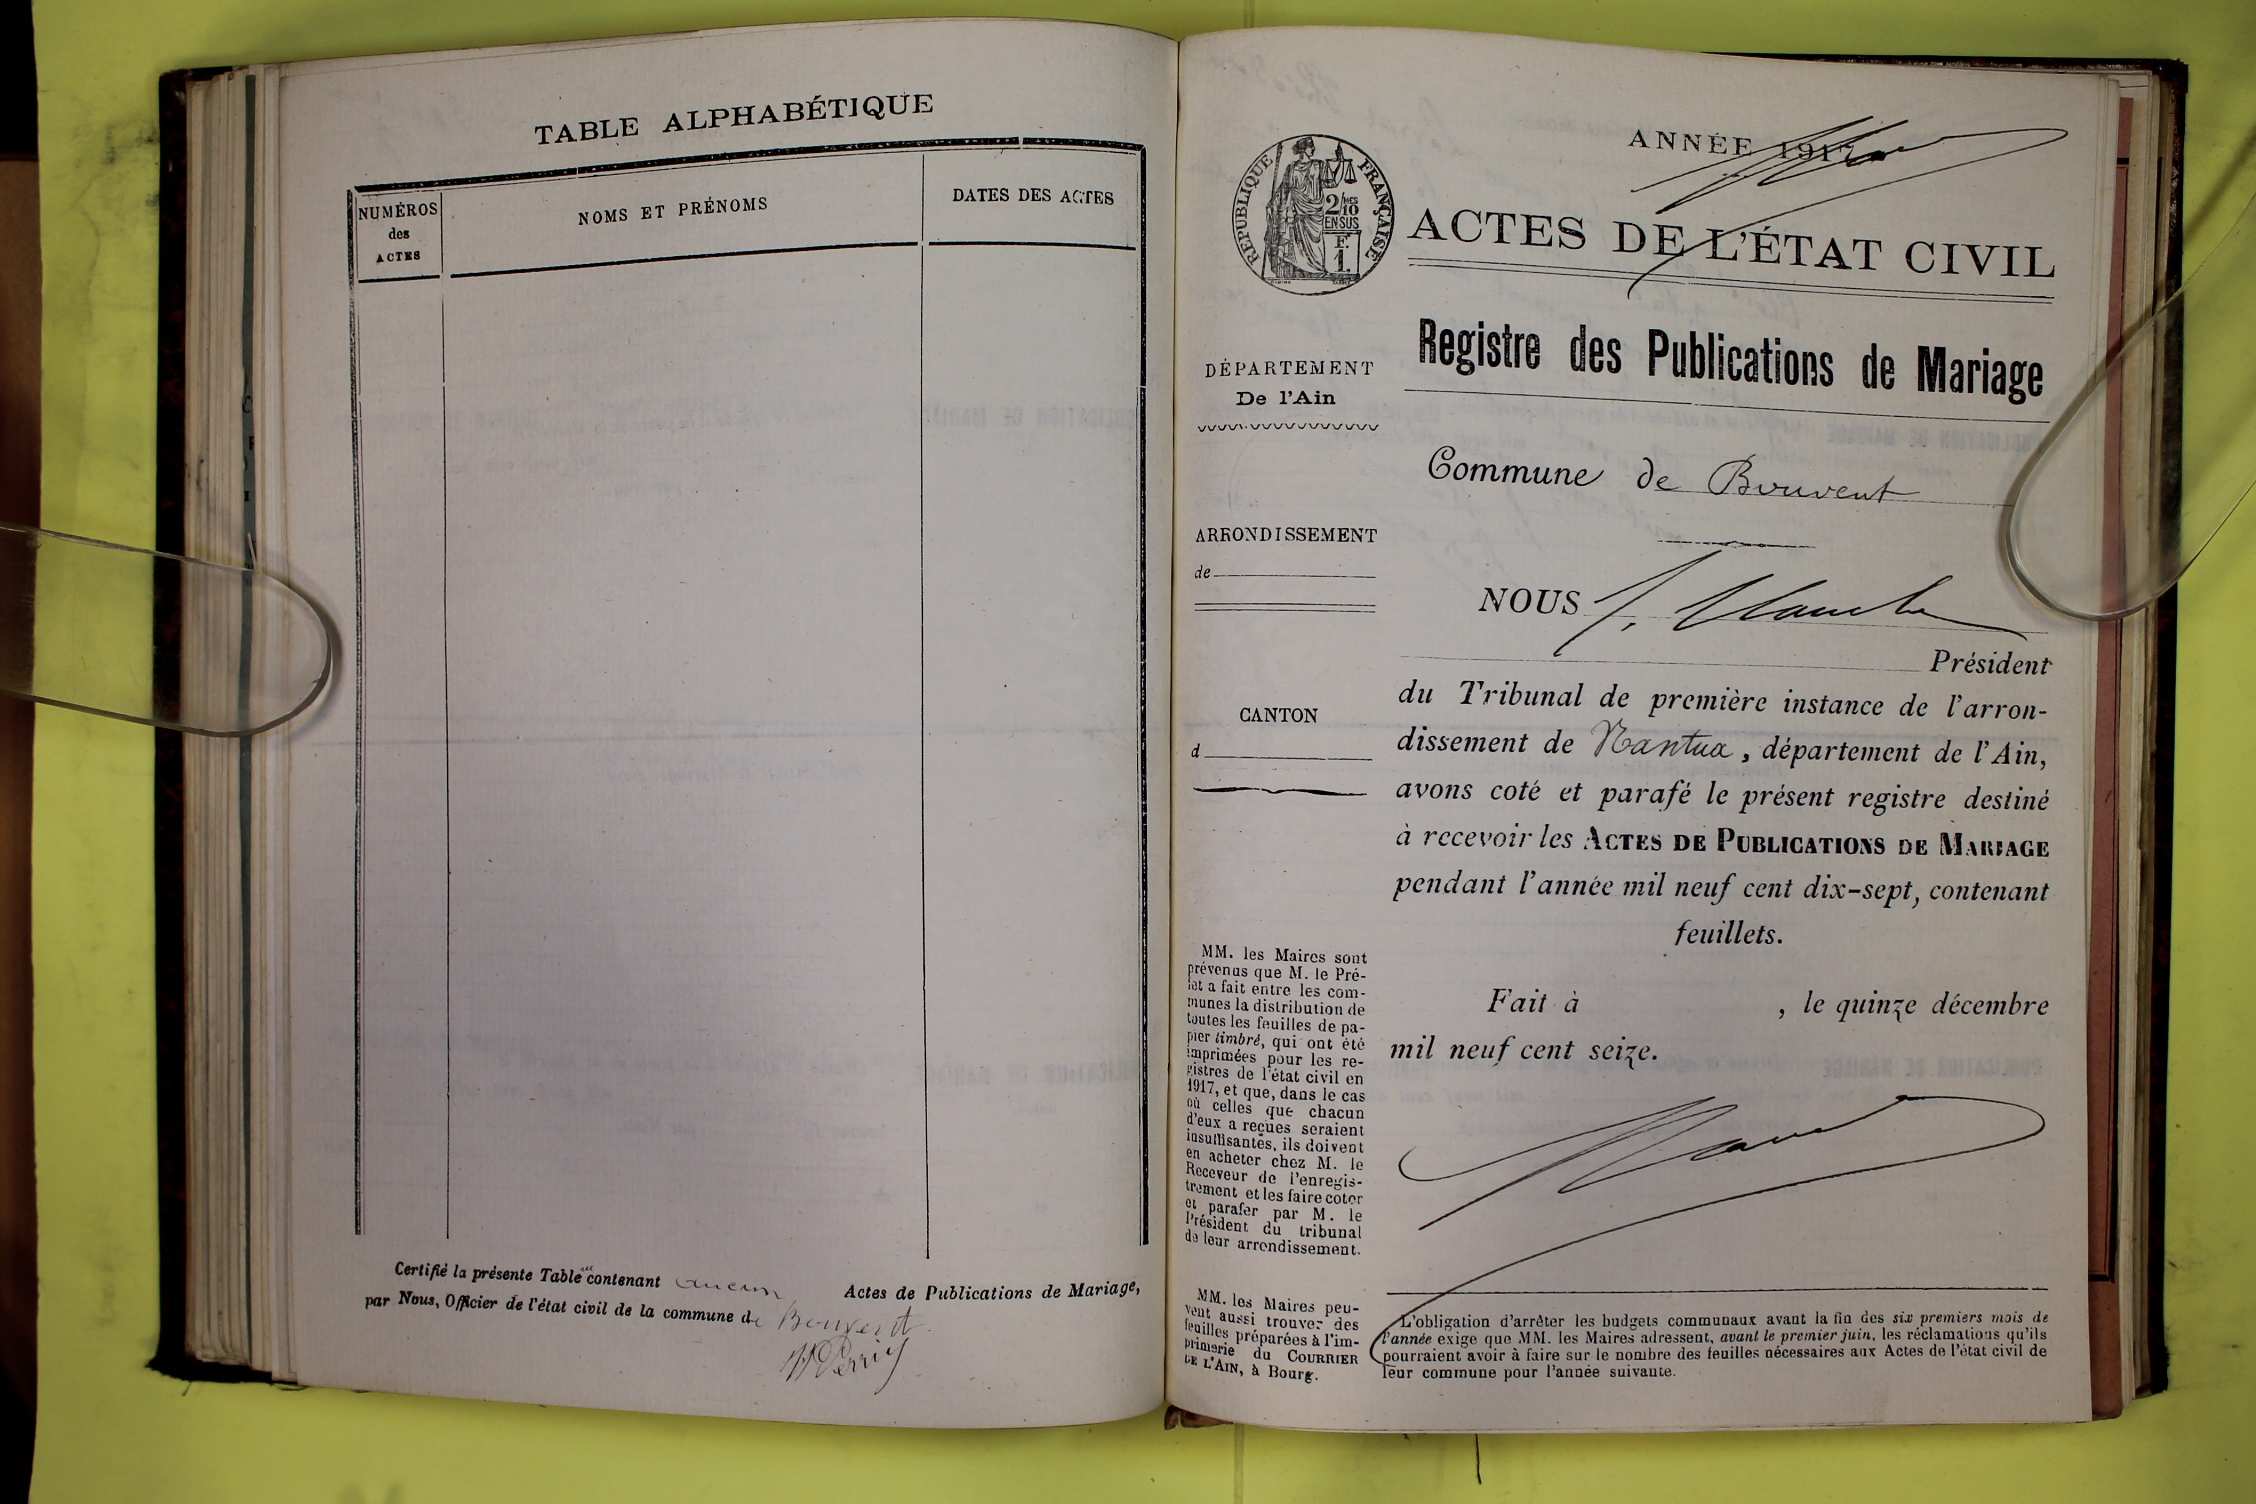 TABLE ALPHABÉTIQUE
NUMÉROS
des
ACTES
NOMS ET PRÉNOMS
DATES DES ACTES
Certifié la présente Table contenant aucun Actes de Publications de Mariage,
par Nous, Officier de l'état civil de la commune de Bouvent
ANNÉE 1917
RÉPUBLIQUE FRANÇAISE
2/10
EN SUS
F.
1.
ACTES DE L'ÉTAT CIVIL
Registre des Publications de Mariage
DÉPARTEMENT
De l'Ain
Commune de Bouvent
ARRONDISSEMENT
de
NOUS
Président
du Tribunal de première instance de l'arron-
dissement de Nantua, département de l'Ain,
avons coté et parafé le présent registre destiné
à recevoir les ACTES DE PUBLICATIONS DE MARIAGE
pendant l'année mil neuf cent dix-sept, contenant
feuillets.
Fait à , le quinze décembre
mil neuf cent seize.
CANTON
d
MM. les Maires sont
prévenus que M. le Pré-
fet a fait entre les com-
munes la distribution de
toutes les feuilles de pa-
pier timbré, qui ont été
imprimées pour les re-
gistres de l'état civil en
1917, et que, dans le cas
où celles que chacun
d'eux a reçues seraient
insuffisantes, ils doivent
en acheter chez M. le
Receveur de l'enregis-
trement et les faire coter
et parafer par M. le
Président du tribunal
de leur arrondissement.
MM. les Maires peu-
vent aussi trouver des
feuilles préparées à l'im-
primerie du COURRIER
DE L'AIN, à Bourg.
L'obligation d'arrêter les budgets communaux avant la fin des six premiers mois de
l'année exige que MM. les Maires adressent, avant le premier juin, les réclamations qu'ils
pourraient avoir à faire sur le nombre des feuilles nécessaires aux Actes de l'état civil de
leur commune pour l'année suivante.